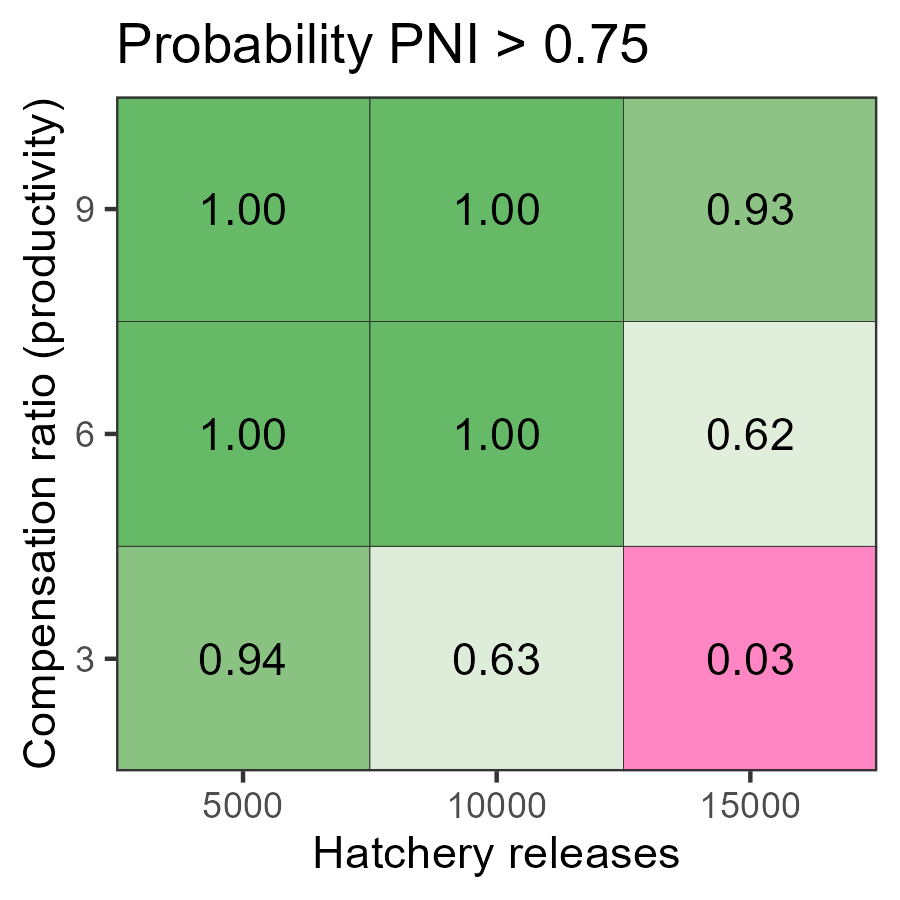 Probability PNI > 0.75
Compensation ratio (productivity)
9
1.00 1.00 0.93
6
1.00 1.00 0.62
3
0.94 0.63 0.03
5000 10000 15000
Hatchery releases